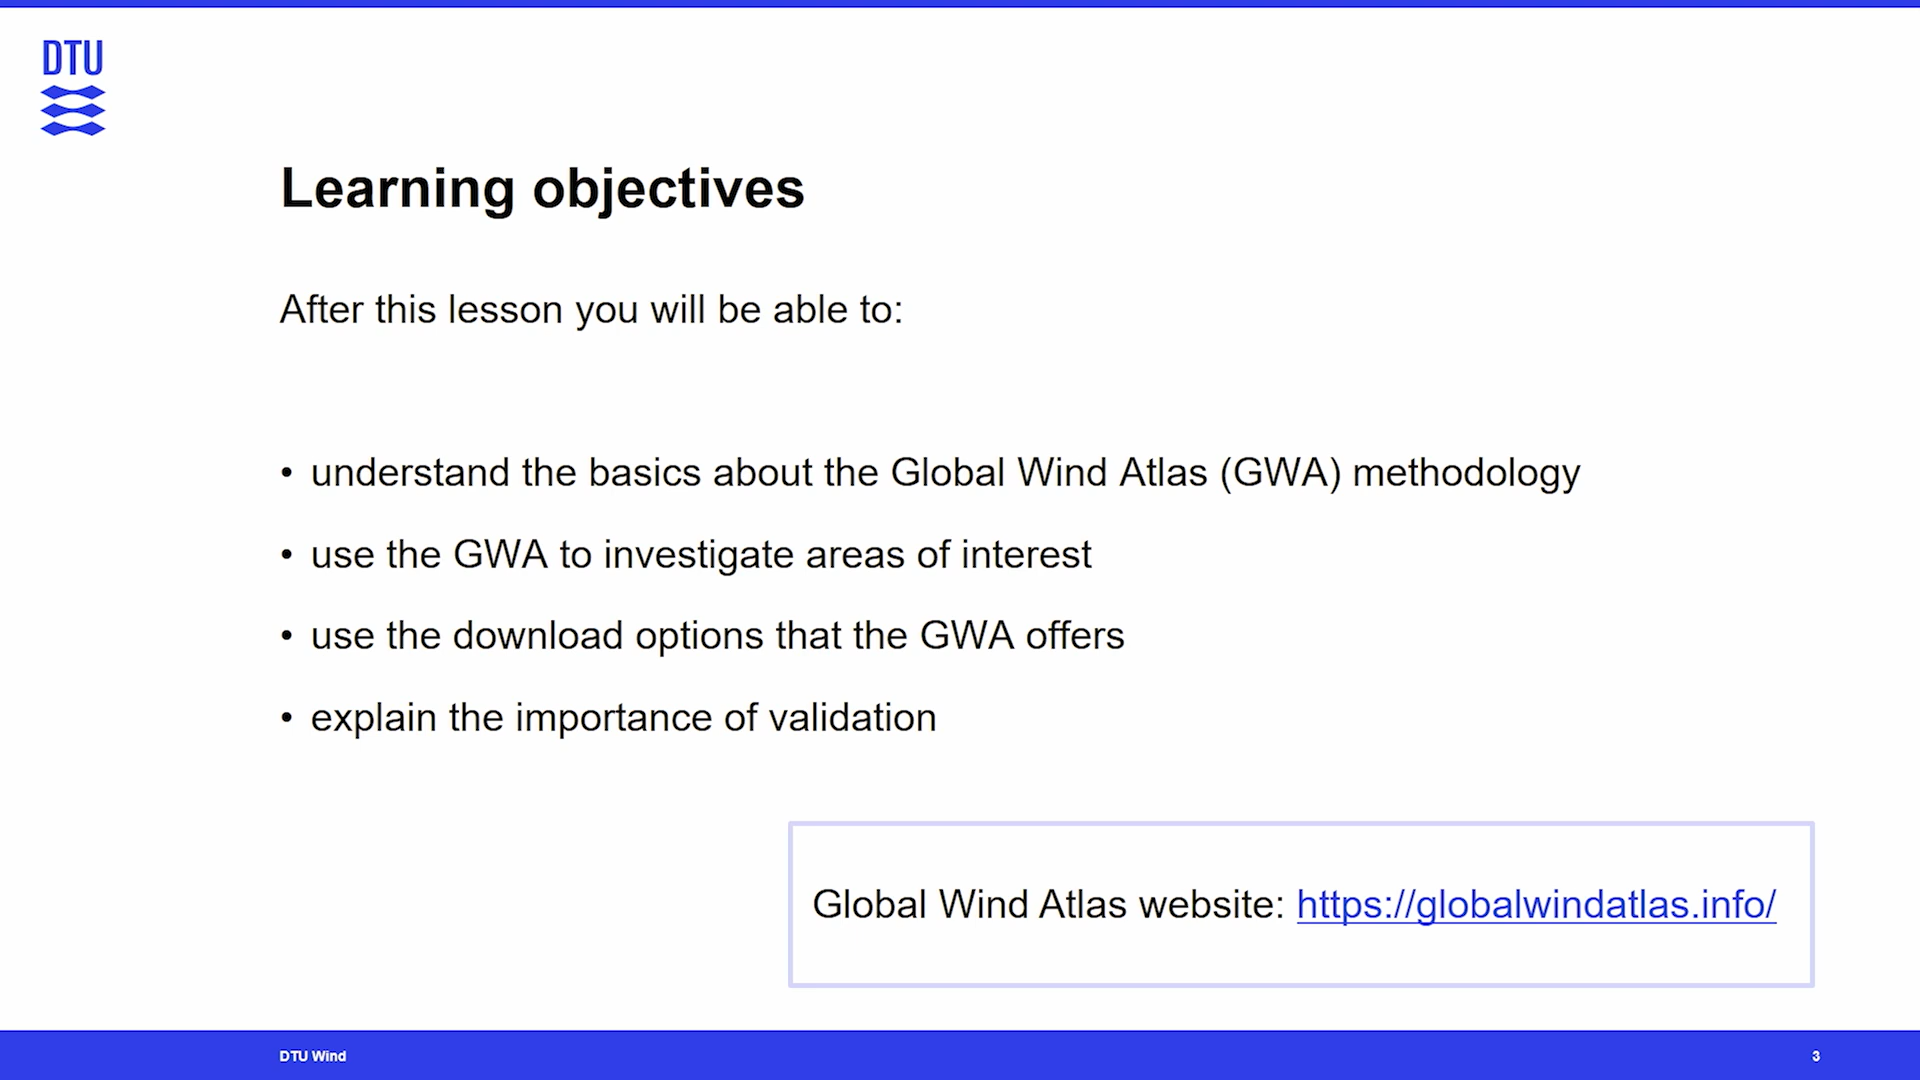 DTU
Learning objectives
After this lesson you will be able to:
• understand the basics about the Global Wind Atlas (GWA) methodology
• use the GWA to investigate areas of interest
• use the download options that the GWA offers
• explain the importance of validation
Global Wind Atlas website: https://globalwindatlas.info/
DTU Wind
3